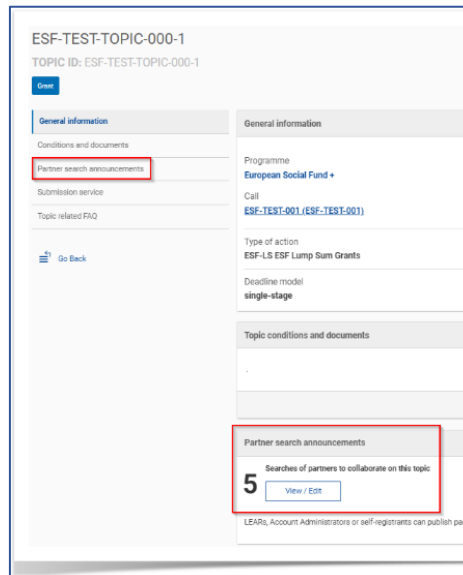 ESF-TEST-TOPIC-000-1
TOPIC ID: ESF-TEST-TOPIC-000-1
Grant
General information
Conditions and documents
Partner search announcements
Submission service
Topic related FAQ
Go Back
General information
Programme
European Social Fund +
Call
ESF-TEST-001 (ESF-TEST-001)
Type of action
ESF-LS ESF Lump Sum Grants
Deadline model
single-stage
Topic conditions and documents
.
Partner search announcements
5
Searches of partners to collaborate on this topic
View / Edit
LEARs, Account Administrators or self-registrants can publish